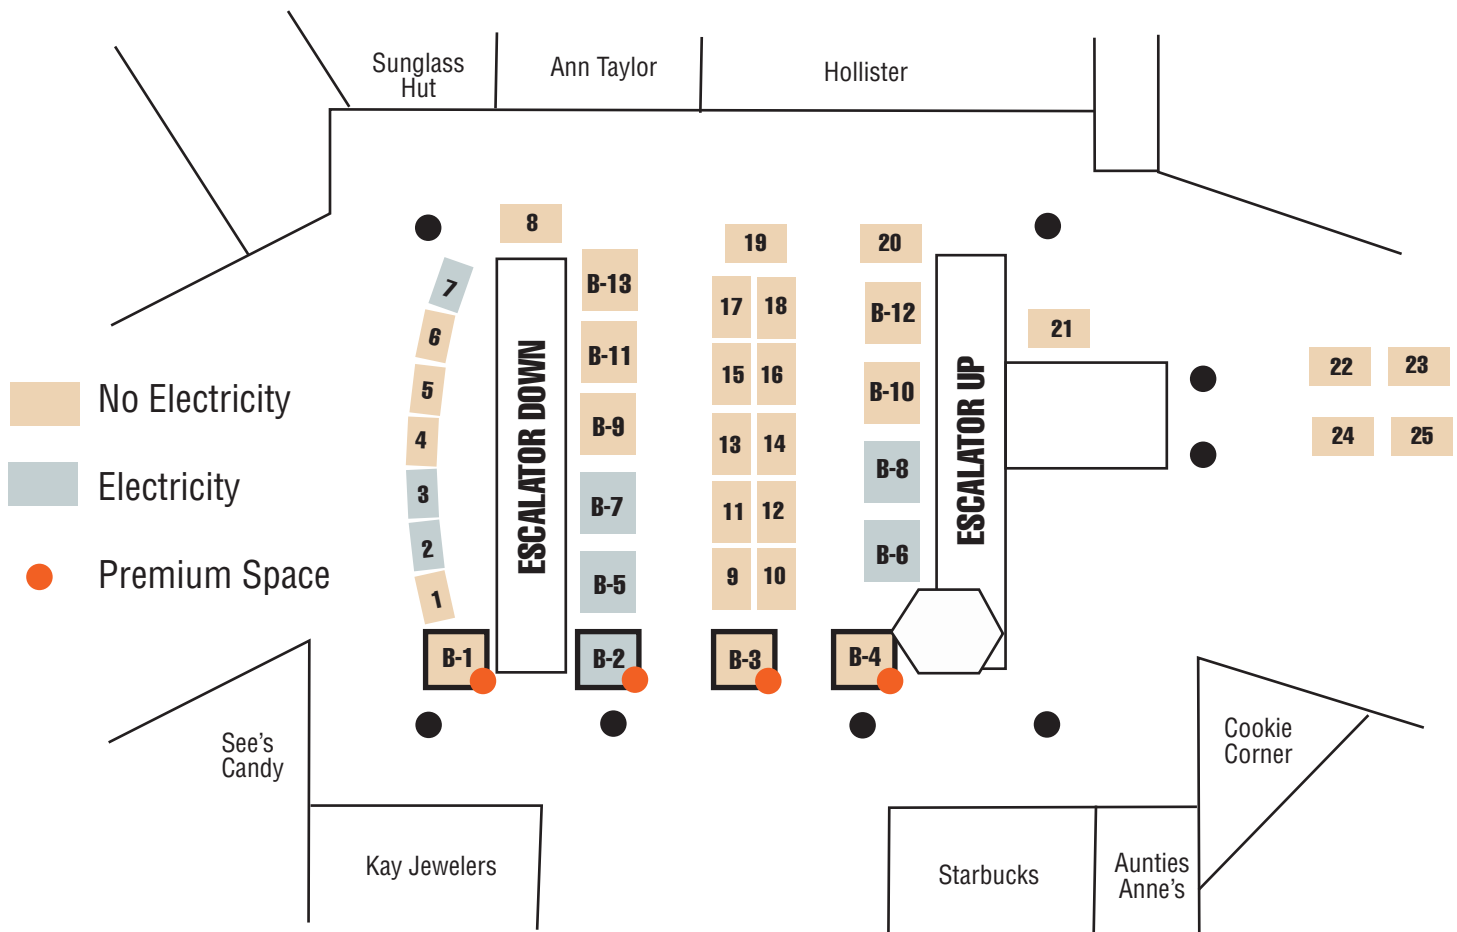 Sunglass
Hut
Ann Taylor
Hollister
8
19
20
7
B-13
17
18
B-12
21
6
B-11
22
23
5
15
16
B-10
4
B-9
13
14
24
25
3
B-8
2
B-7
11
12
1
B-5
9
10
B-6
ESCALATOR DOWN
ESCALATOR UP
No Electricity
Electricity
Premium Space
B-1
B-2
B-3
B-4
See's
Candy
Cookie
Corner
Kay Jewelers
Starbucks
Aunties
Anne's